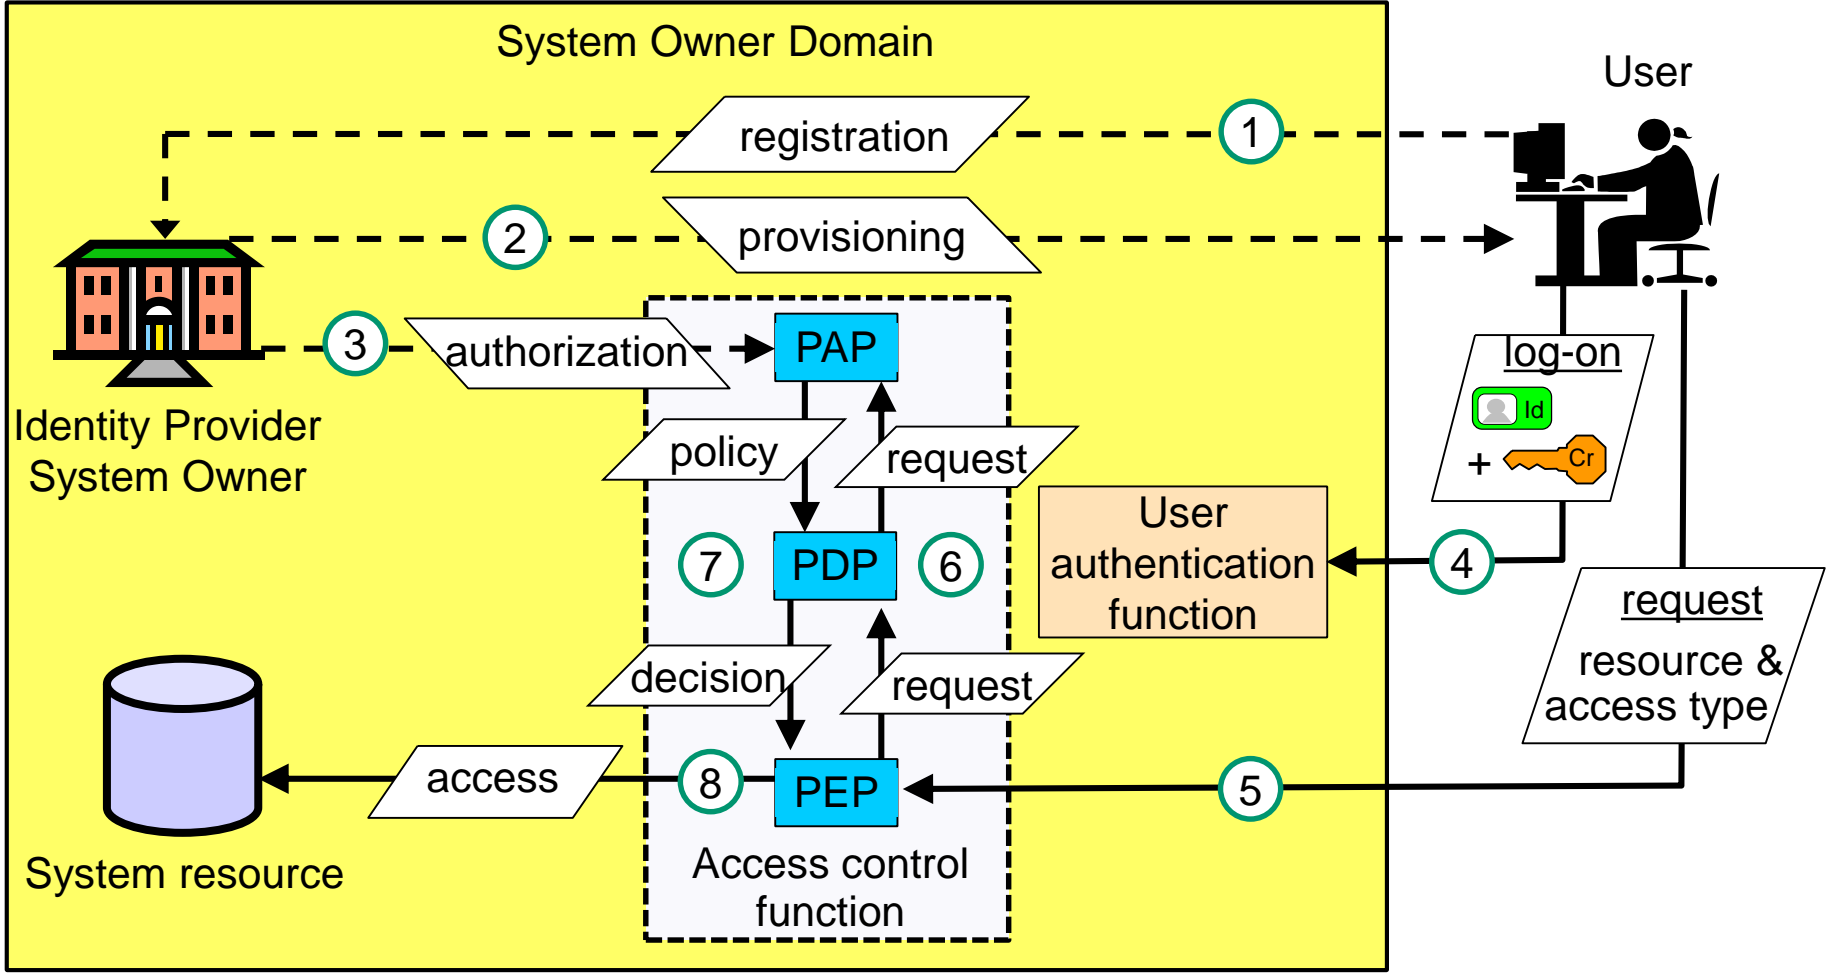 System Owner Domain
User
registration
1
2
provisioning
3
authorization
PAP
log-on
Id
+
Cr
Identity Provider
System Owner
policy
request
User
authentication
function
7
PDP
6
4
request
resource &
access type
decision
request
access
8
PEP
5
System resource
Access control
function